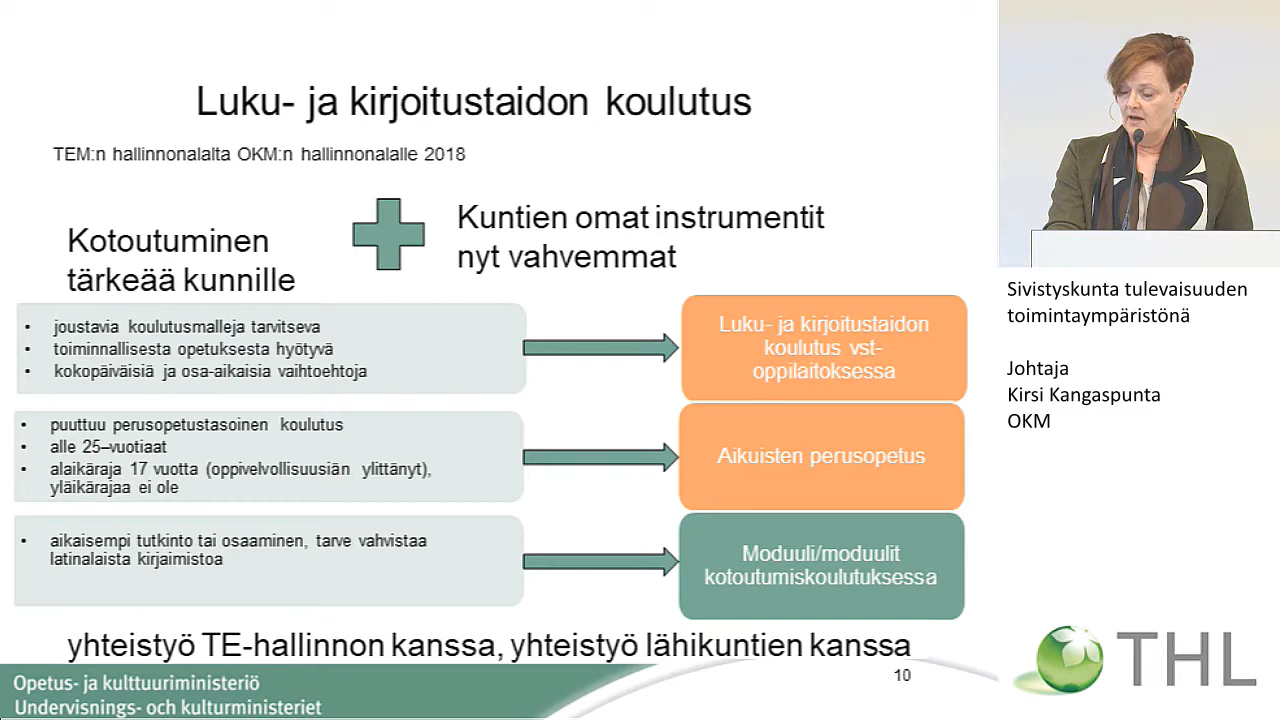 Luku- ja kirjoitustaidon koulutus
TEM:n hallinnonalalta OKM:n hallinnonalalle 2018
Kotoutuminen
tärkeää kunnille
Kuntien omat instrumentit
nyt vahvemmat
• joustavia koulutusmalleja tarvitseva
• toiminnallisesta opetuksesta hyötyvä
• kokopäiväisiä ja osa-aikaisia vaihtoehtoja
Luku- ja kirjoitustaidon
koulutus vst-
oppilaitoksessa
• puuttuu perusopetustasoinen koulutus
• alle 25–vuotiaat
• alaikäraja 17 vuotta (oppivelvollisuusiän ylittänyt),
yläikärajaa ei ole
Aikuisten perusopetus
• aikaisempi tutkinto tai osaaminen, tarve vahvistaa
latinalaista kirjaimistoa
Moduuli/moduulit
kotoutumiskoulutuksessa
yhteistyö TE-hallinnon kanssa, yhteistyö lähikuntien kanssa
10
Opetus- ja kulttuuriministeriö
Undervisnings- och kulturministeriet
Sivistyskunta tulevaisuuden
toimintaympäristönä
Johtaja
Kirsi Kangaspunta
OKM
THL